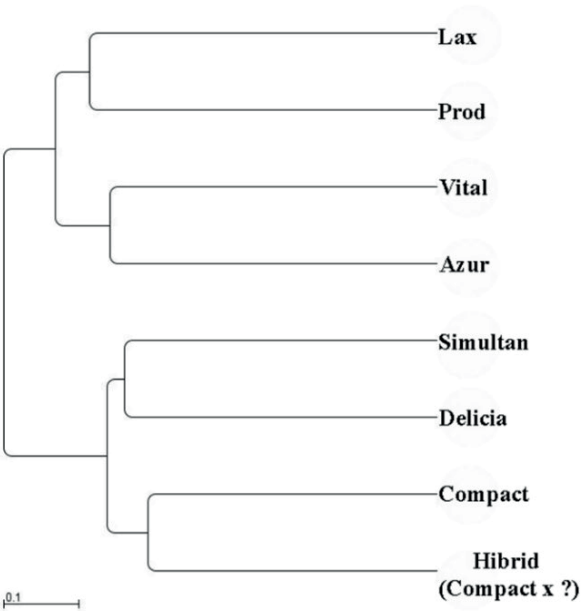 Lax
Prod
Vital
Azur
Simultan
Delicia
Compact
Hibrid
(Compact x ?)
0.1